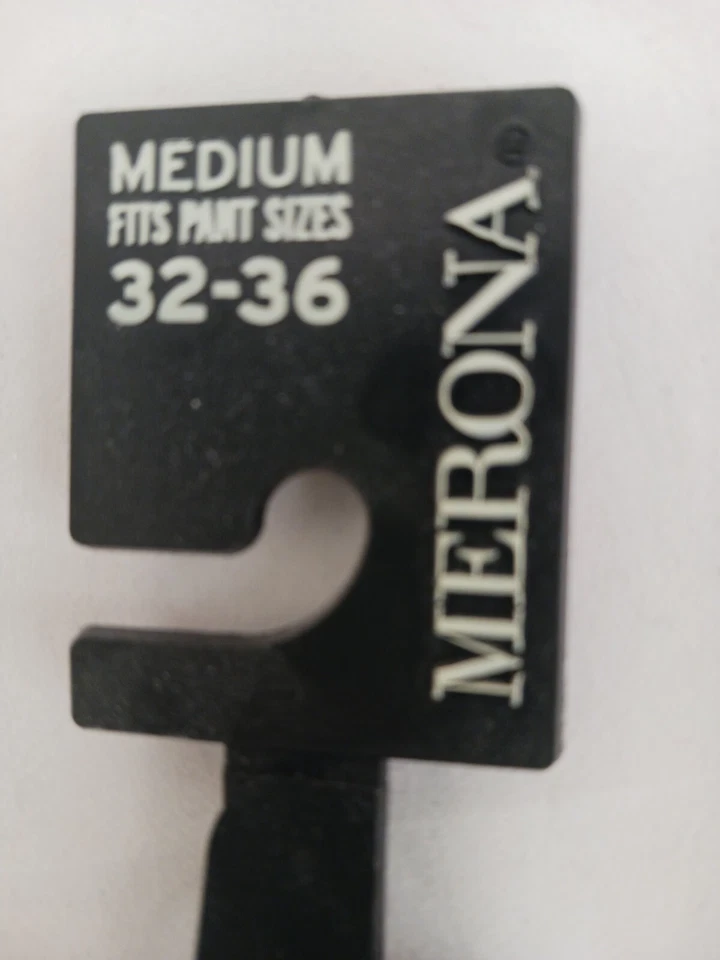 MEDIUM
FITS PANT SIZES
32-36
MERONA